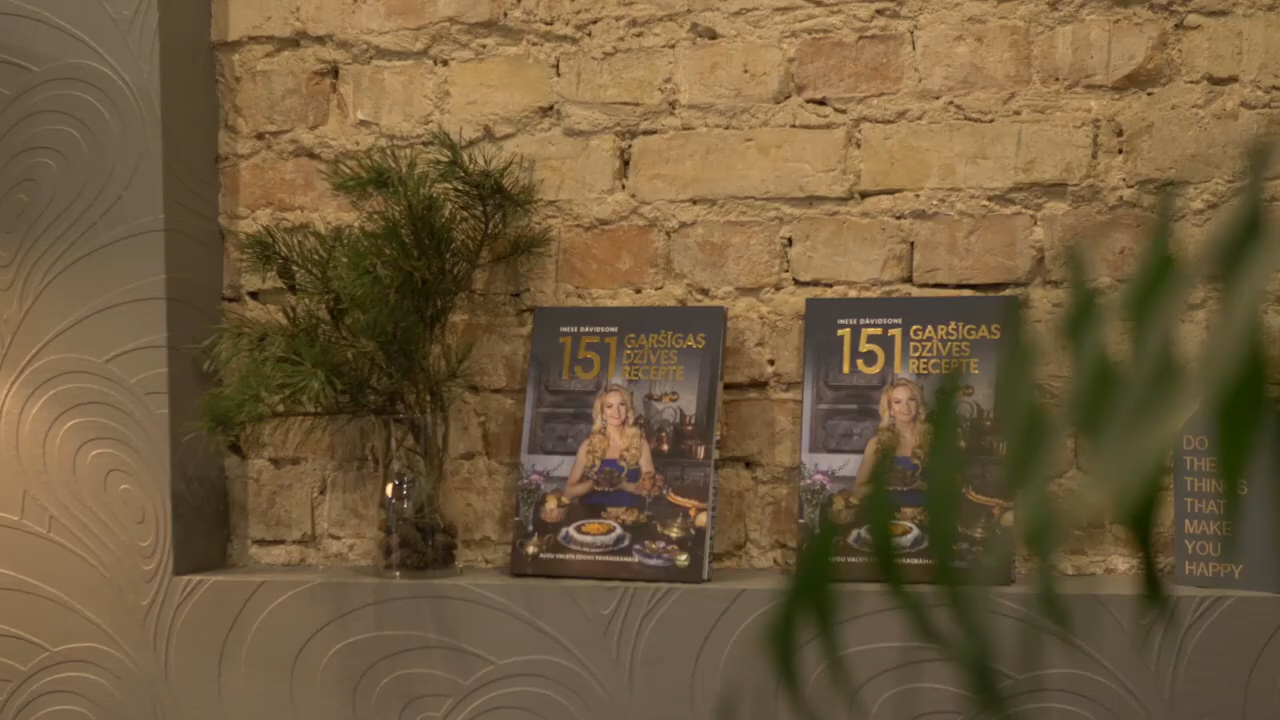 INESE DĀVIDSONE
151 GARŠĪGAS
DZĪVES
RECEPTE
INESE DĀVIDSONE
151 GARŠĪGAS
DZĪVES
RECEPTE
DO
THE
THINGS
THAT
MAKE
YOU
HAPPY